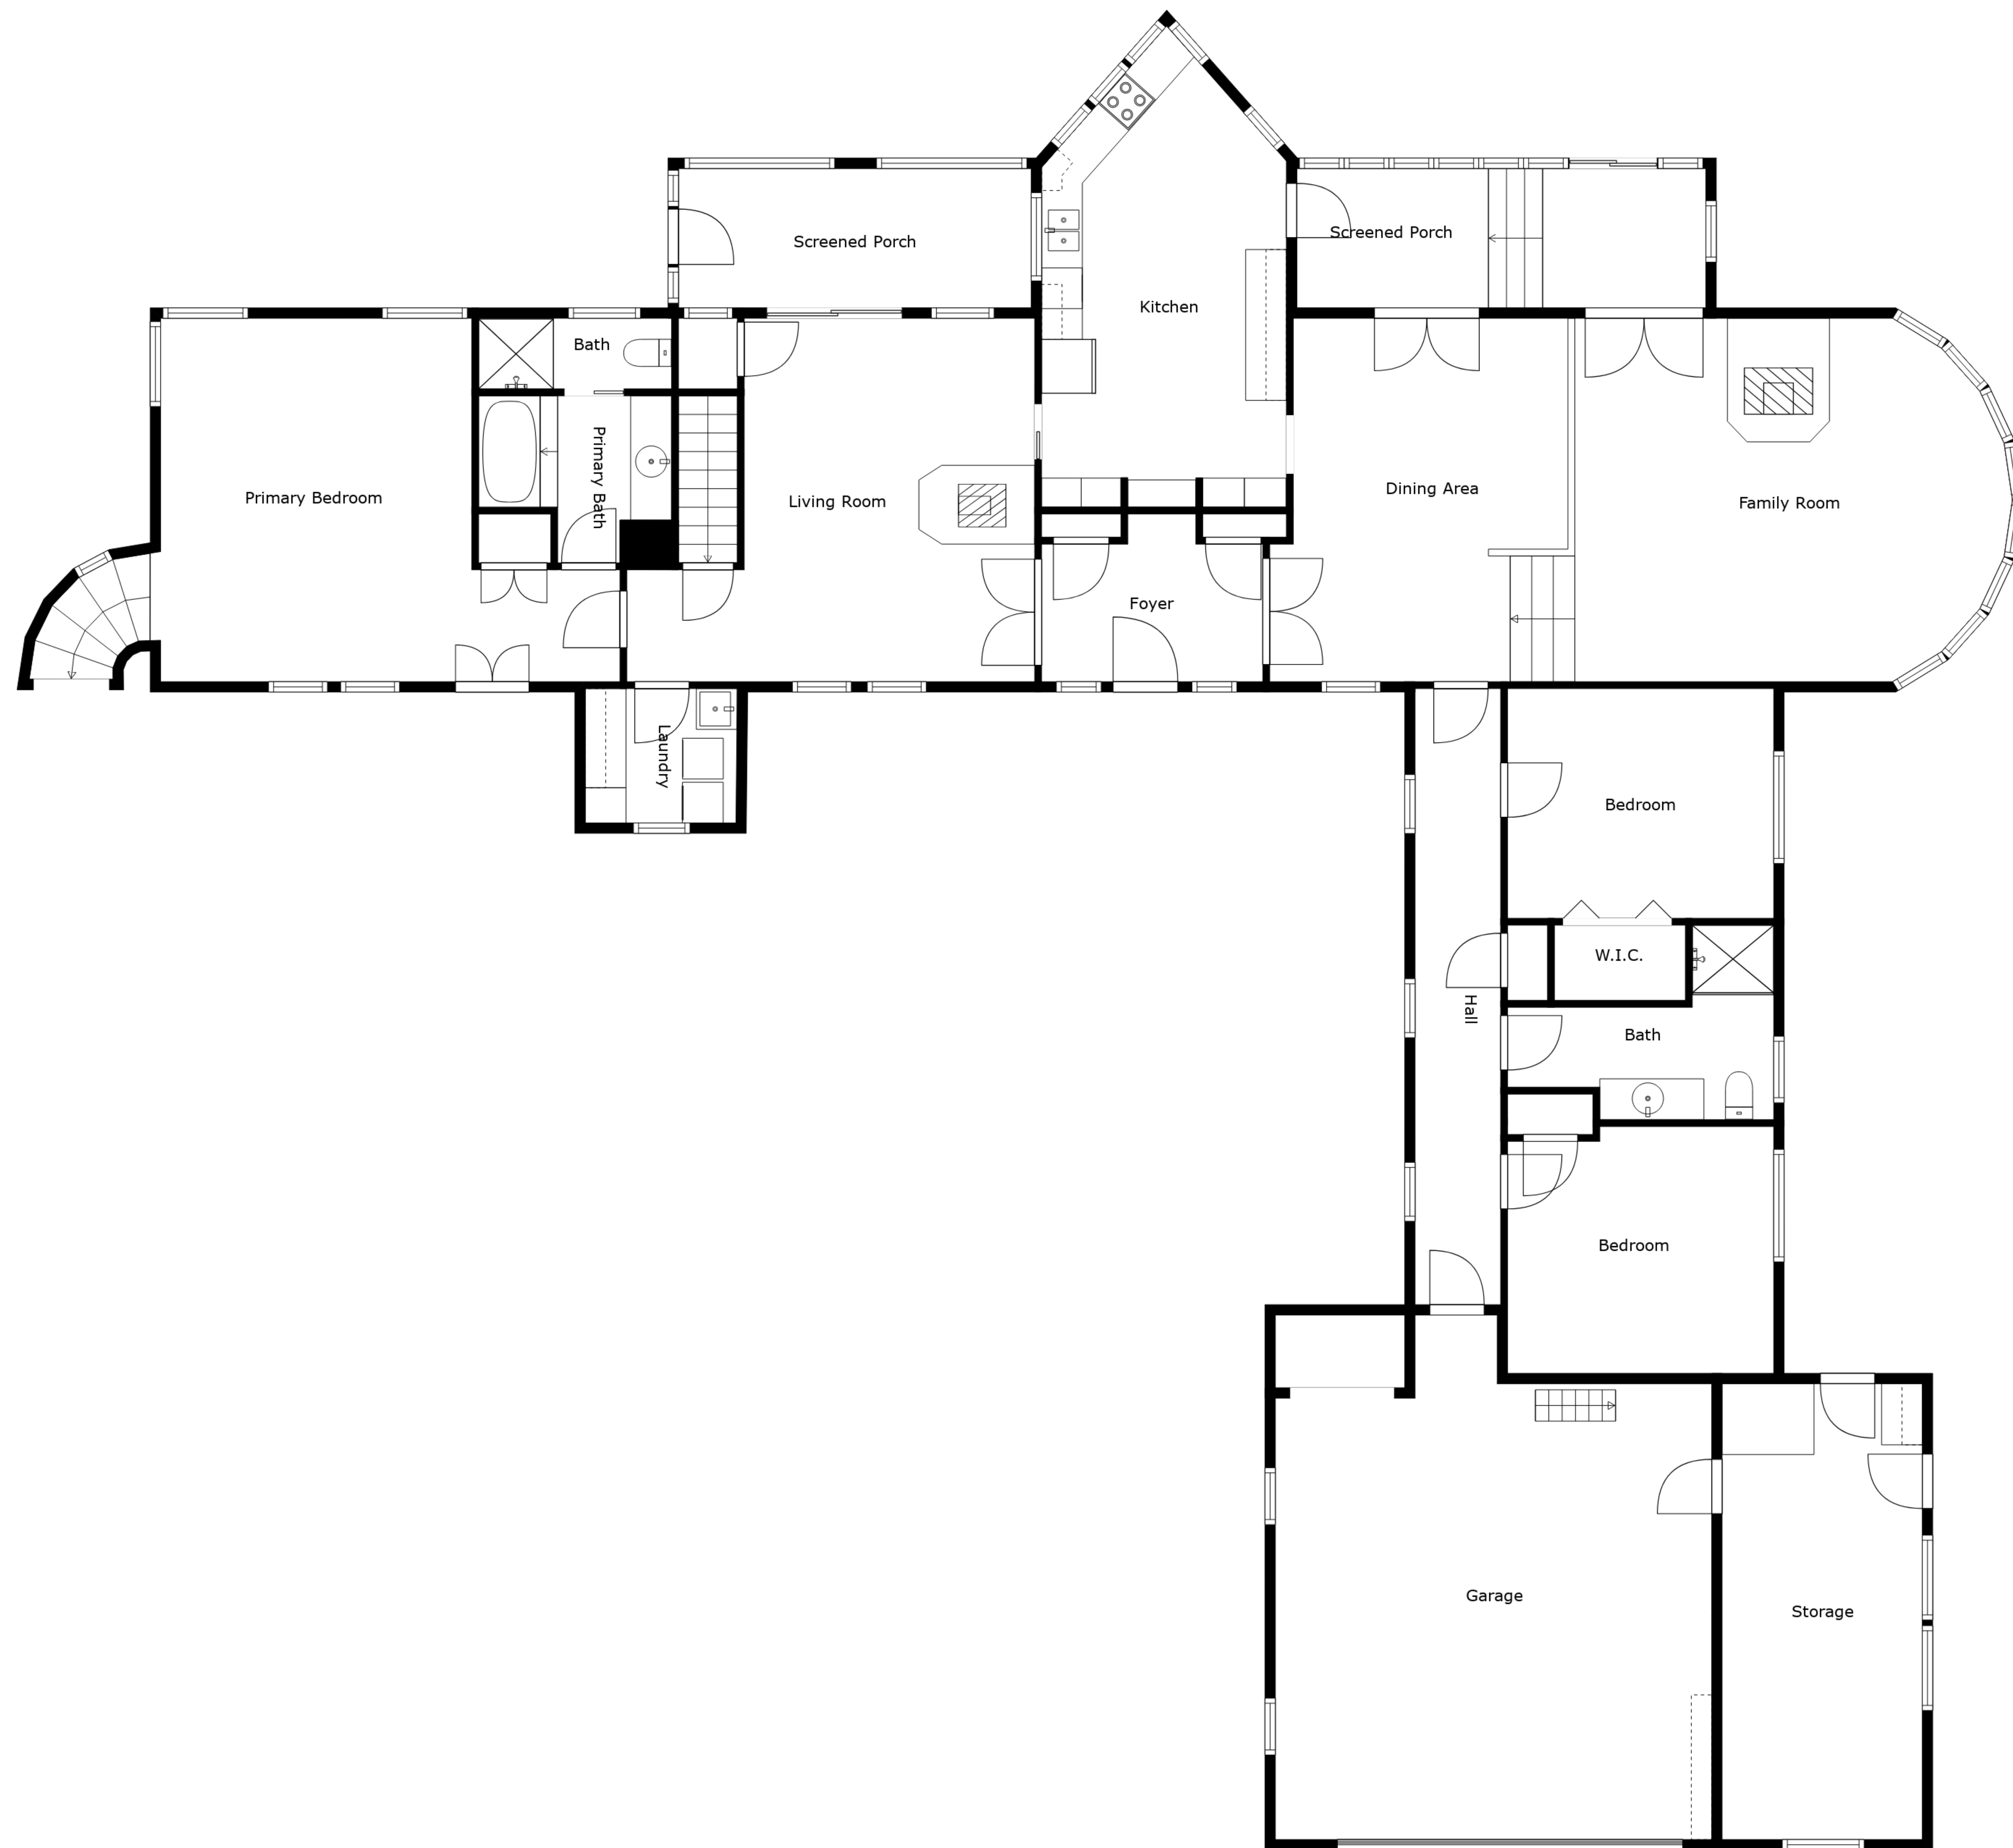 Screened Porch
Screened Porch
Kitchen
Bath
Primary Bath
Primary Bedroom
Living Room
Dining Area
Family Room
Foyer
Laundry
Bedroom
W.I.C.
Hall
Bath
Bedroom
Garage
Storage